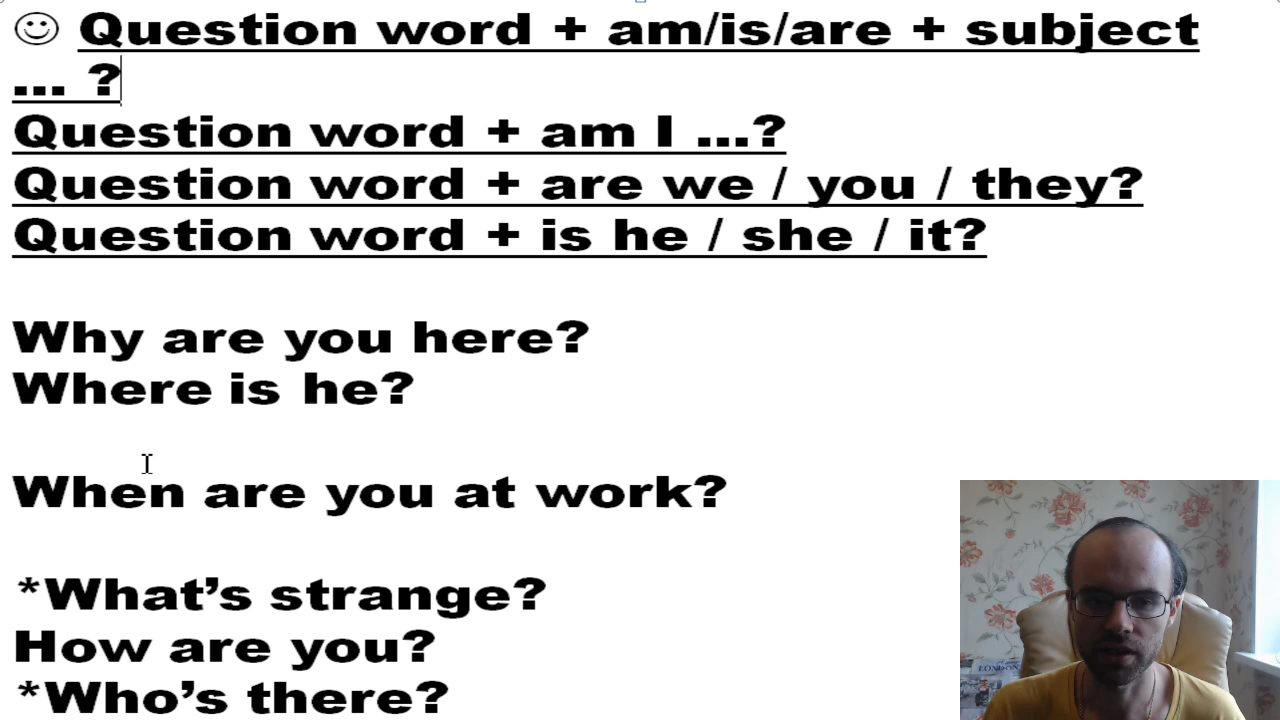 ☺ Question word + am/is/are + subject
... ?
Question word + am I ...?
Question word + are we / you / they?
Question word + is he / she / it?
Why are you here?
Where is he?
When are you at work?
*What’s strange?
How are you?
*Who’s there?
LONDON